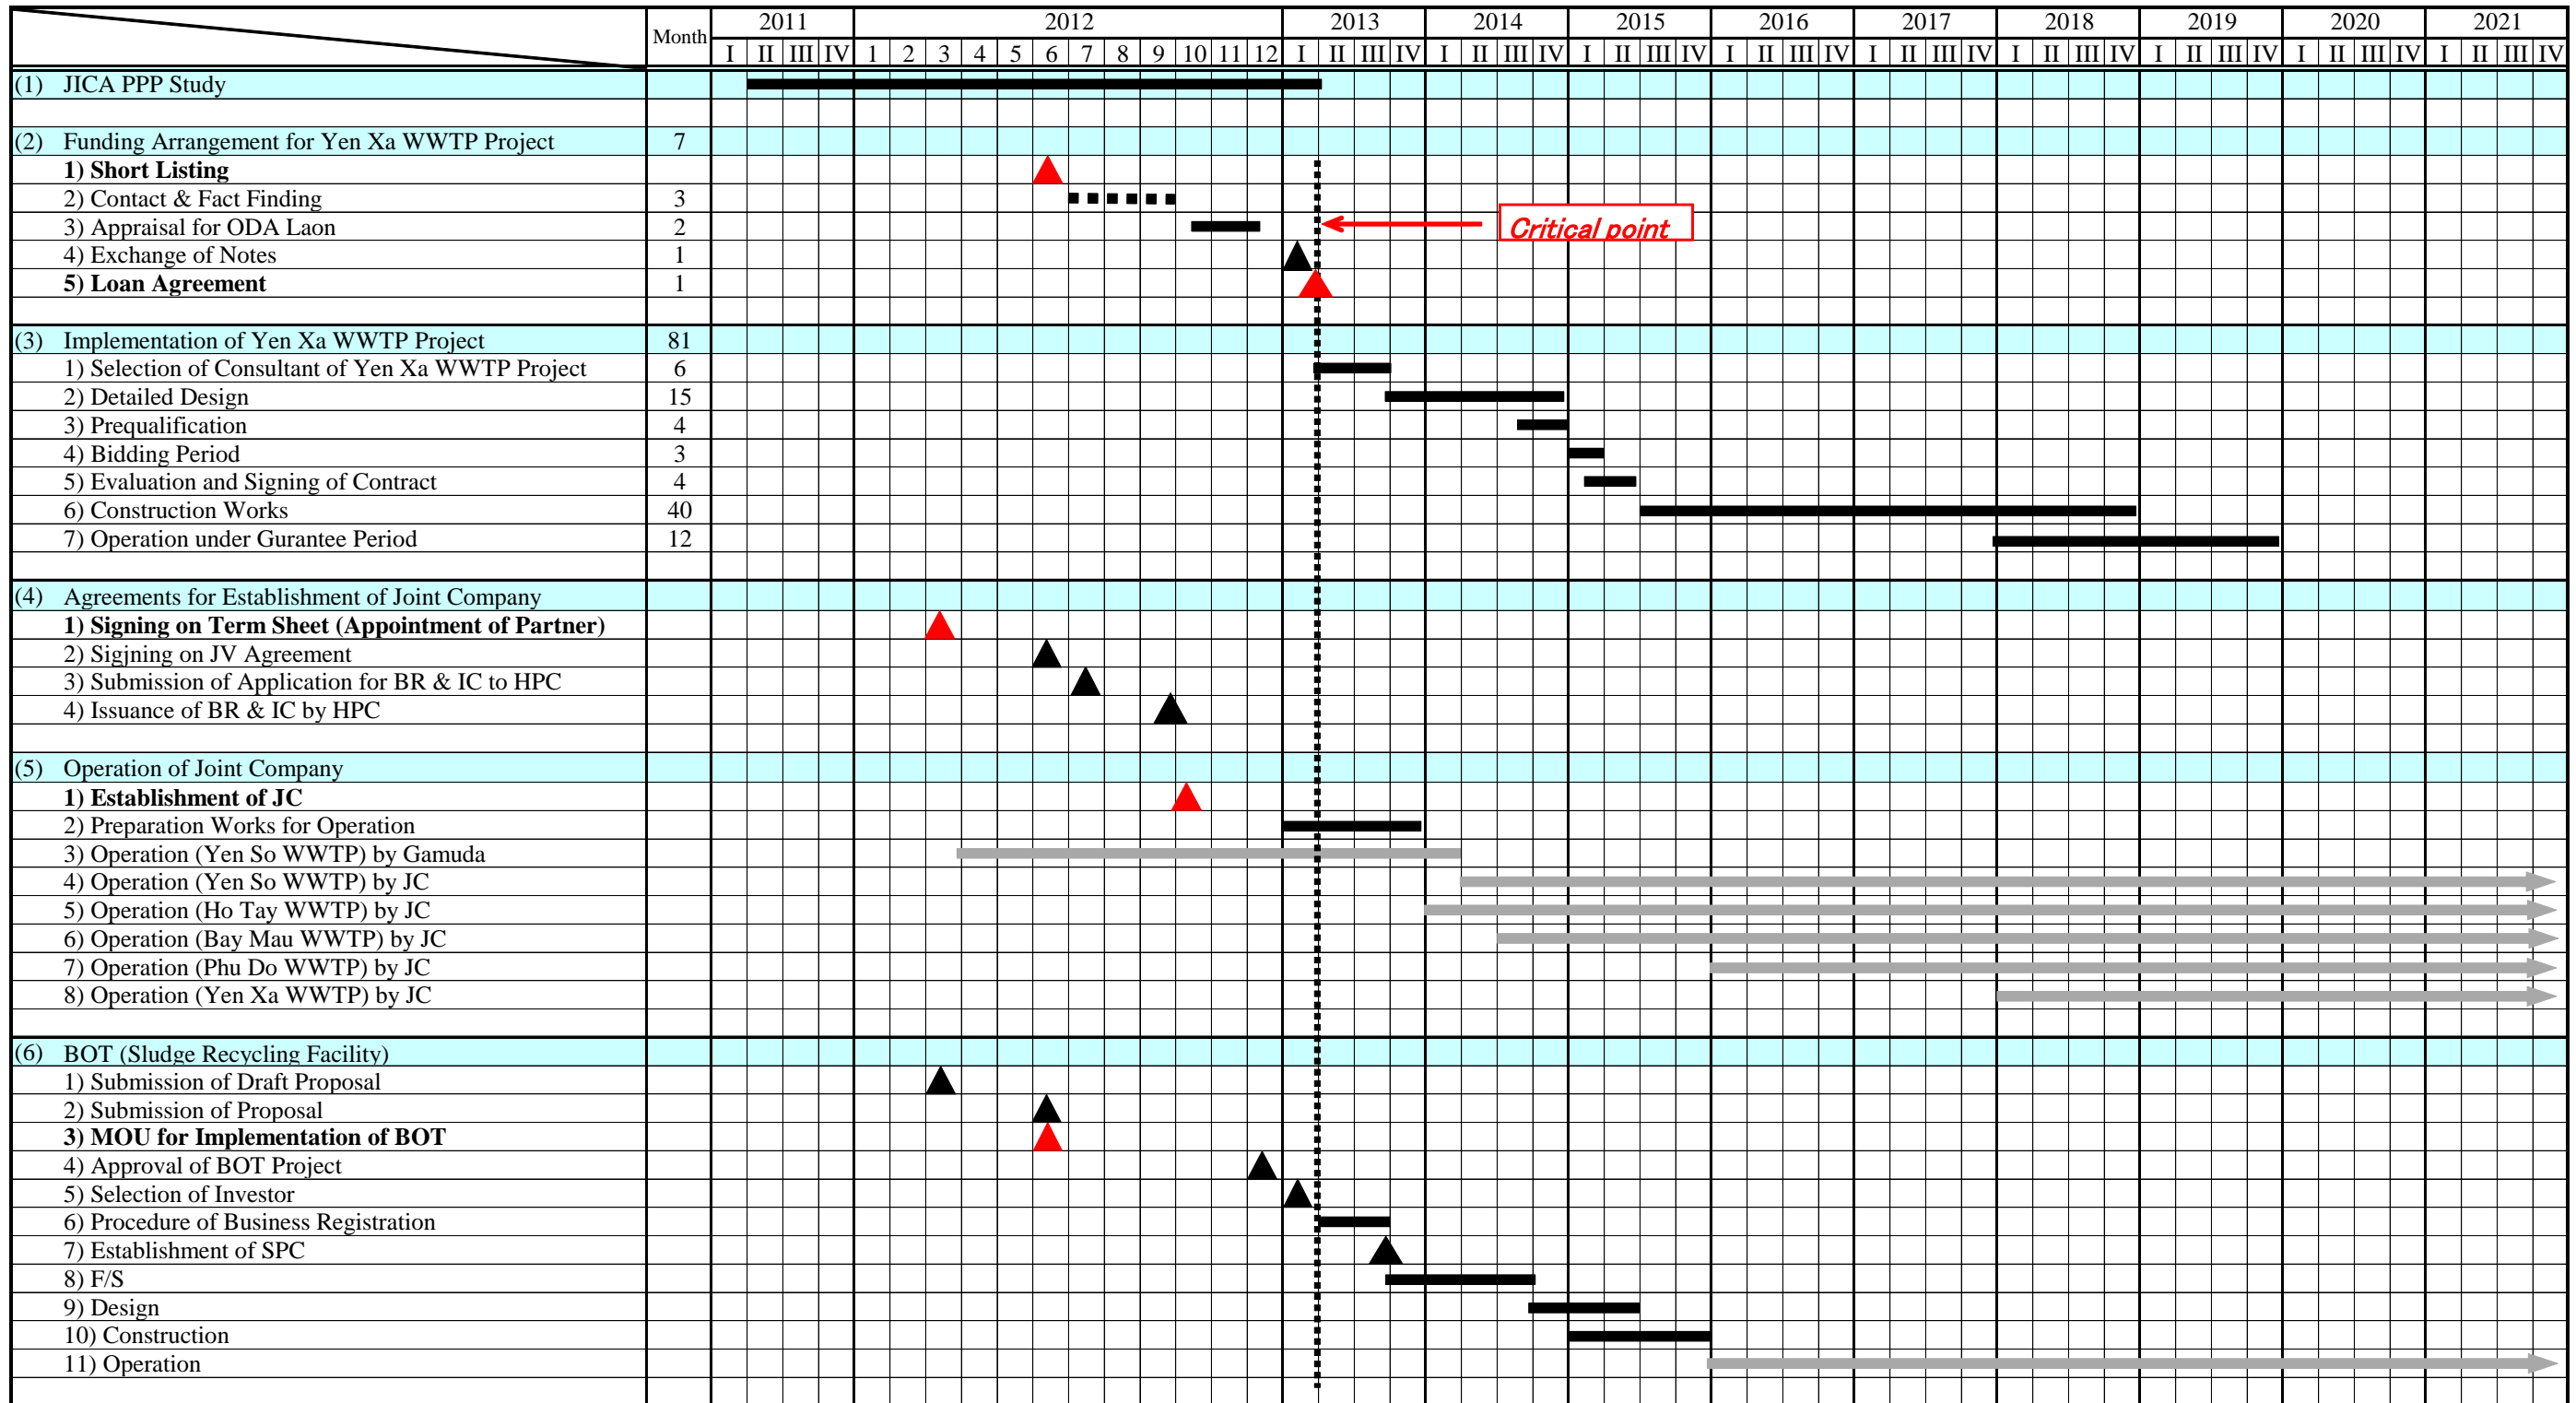 2011 2012 2013 2014 2015 2016 2017 2018 2019 2020 2021
Month
I II III IV 1 2 3 4 5 6 7 8 9 10 11 12 I II III IV I II III IV I II III IV I II III IV I II III IV I II III IV I II III IV I II III IV I II III IV
(1) JICA PPP Study
(2) Funding Arrangement for Yen Xa WWTP Project 7
1) Short Listing
2) Contact & Fact Finding 3
3) Appraisal for ODA Laon 2
Critical point
4) Exchange of Notes 1
5) Loan Agreement 1
(3) Implementation of Yen Xa WWTP Project 81
1) Selection of Consultant of Yen Xa WWTP Project 6
2) Detailed Design 15
3) Prequalification 4
4) Bidding Period 3
5) Evaluation and Signing of Contract 4
6) Construction Works 40
7) Operation under Gurantee Period 12
(4) Agreements for Establishment of Joint Company
1) Signing on Term Sheet (Appointment of Partner)
2) Sigjning on JV Agreement
3) Submission of Application for BR & IC to HPC
4) Issuance of BR & IC by HPC
(5) Operation of Joint Company
1) Establishment of JC
2) Preparation Works for Operation
3) Operation (Yen So WWTP) by Gamuda
4) Operation (Yen So WWTP) by JC
5) Operation (Ho Tay WWTP) by JC
6) Operation (Bay Mau WWTP) by JC
7) Operation (Phu Do WWTP) by JC
8) Operation (Yen Xa WWTP) by JC
(6) BOT (Sludge Recycling Facility)
1) Submission of Draft Proposal
2) Submission of Proposal
3) MOU for Implementation of BOT
4) Approval of BOT Project
5) Selection of Investor
6) Procedure of Business Registration
7) Establishment of SPC
8) F/S
9) Design
10) Construction
11) Operation